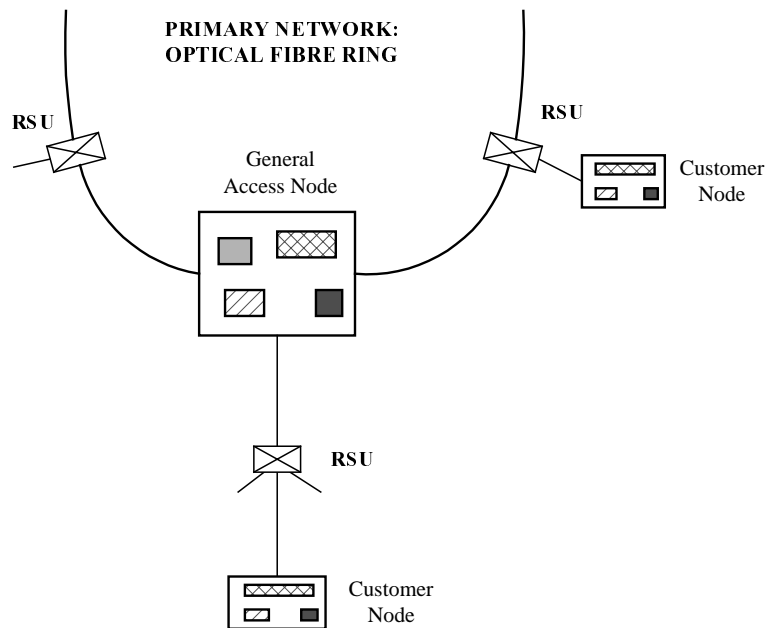 PRIMARY NETWORK:
OPTICAL FIBRE RING
RSU
RSU
General
Access Node
Customer
Node
RSU
Customer
Node